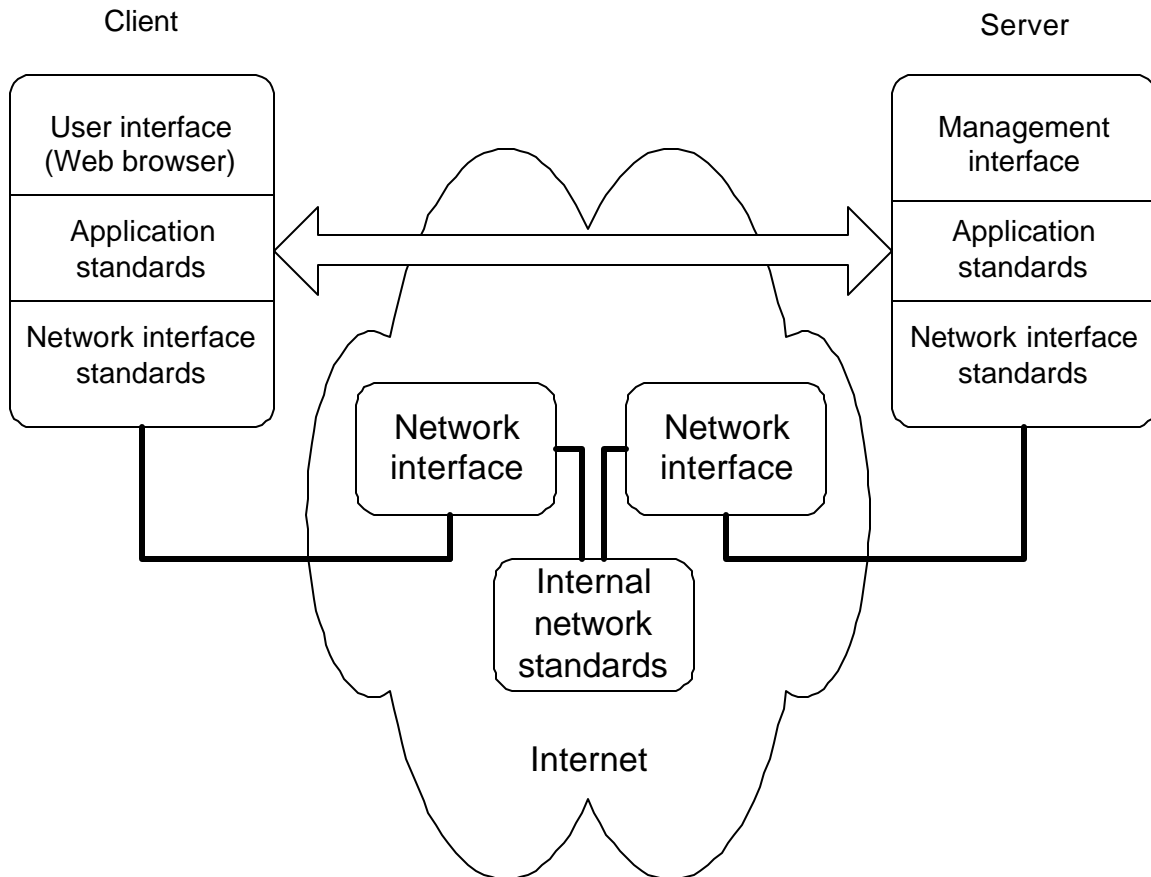 Client
Server
User interface
(Web browser)
Application
standards
Network interface
standards
Management
interface
Application
standards
Network interface
standards
Network
interface
Network
interface
Internal
network
standards
Internet